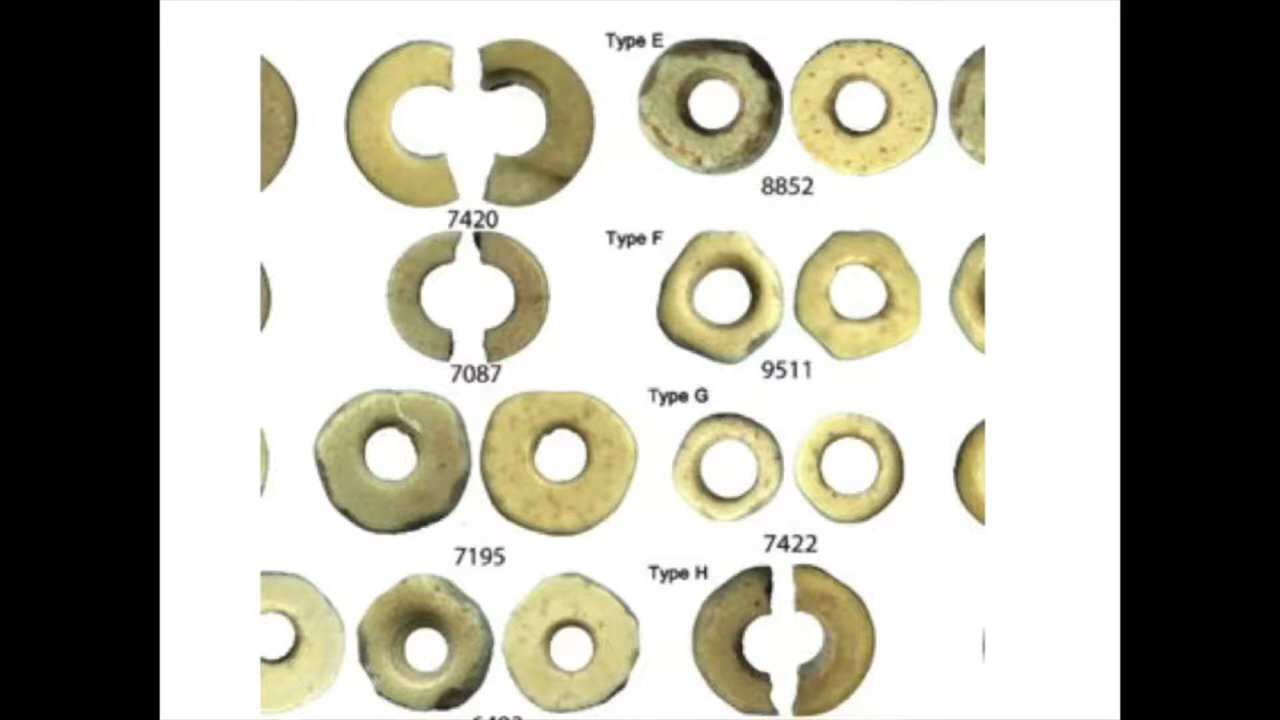 Type E
8852
7420
Type F
9511
7087
Type G
7422
7195
Type H